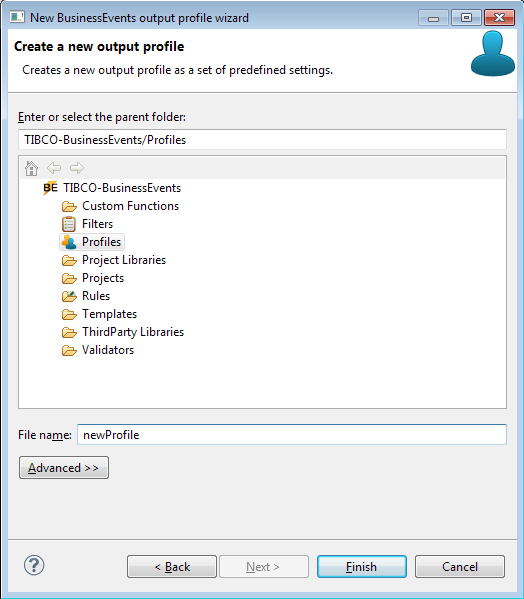 New BusinessEvents output profile wizard
Create a new output profile
Creates a new output profile as a set of predefined settings.
Enter or select the parent folder:
TIBCO-BusinessEvents/Profiles
BE TIBCO-BusinessEvents
Custom Functions
Filters
Profiles
Project Libraries
Projects
Rules
Templates
ThirdParty Libraries
Validators
File name: newProfile
Advanced >>
? < Back Next > Finish Cancel